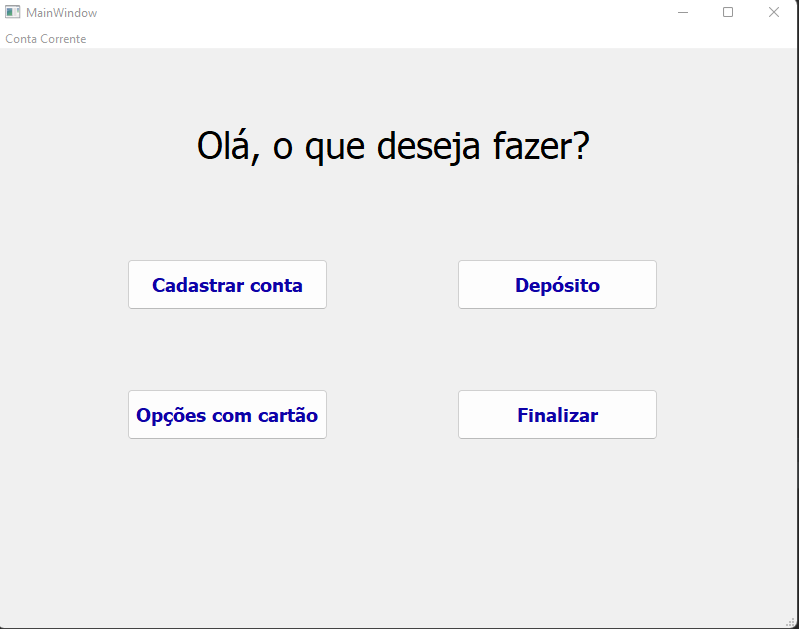 MainWindow
Conta Corrente
Olá, o que deseja fazer?
Cadastrar conta
Depósito
Opções com cartão
Finalizar